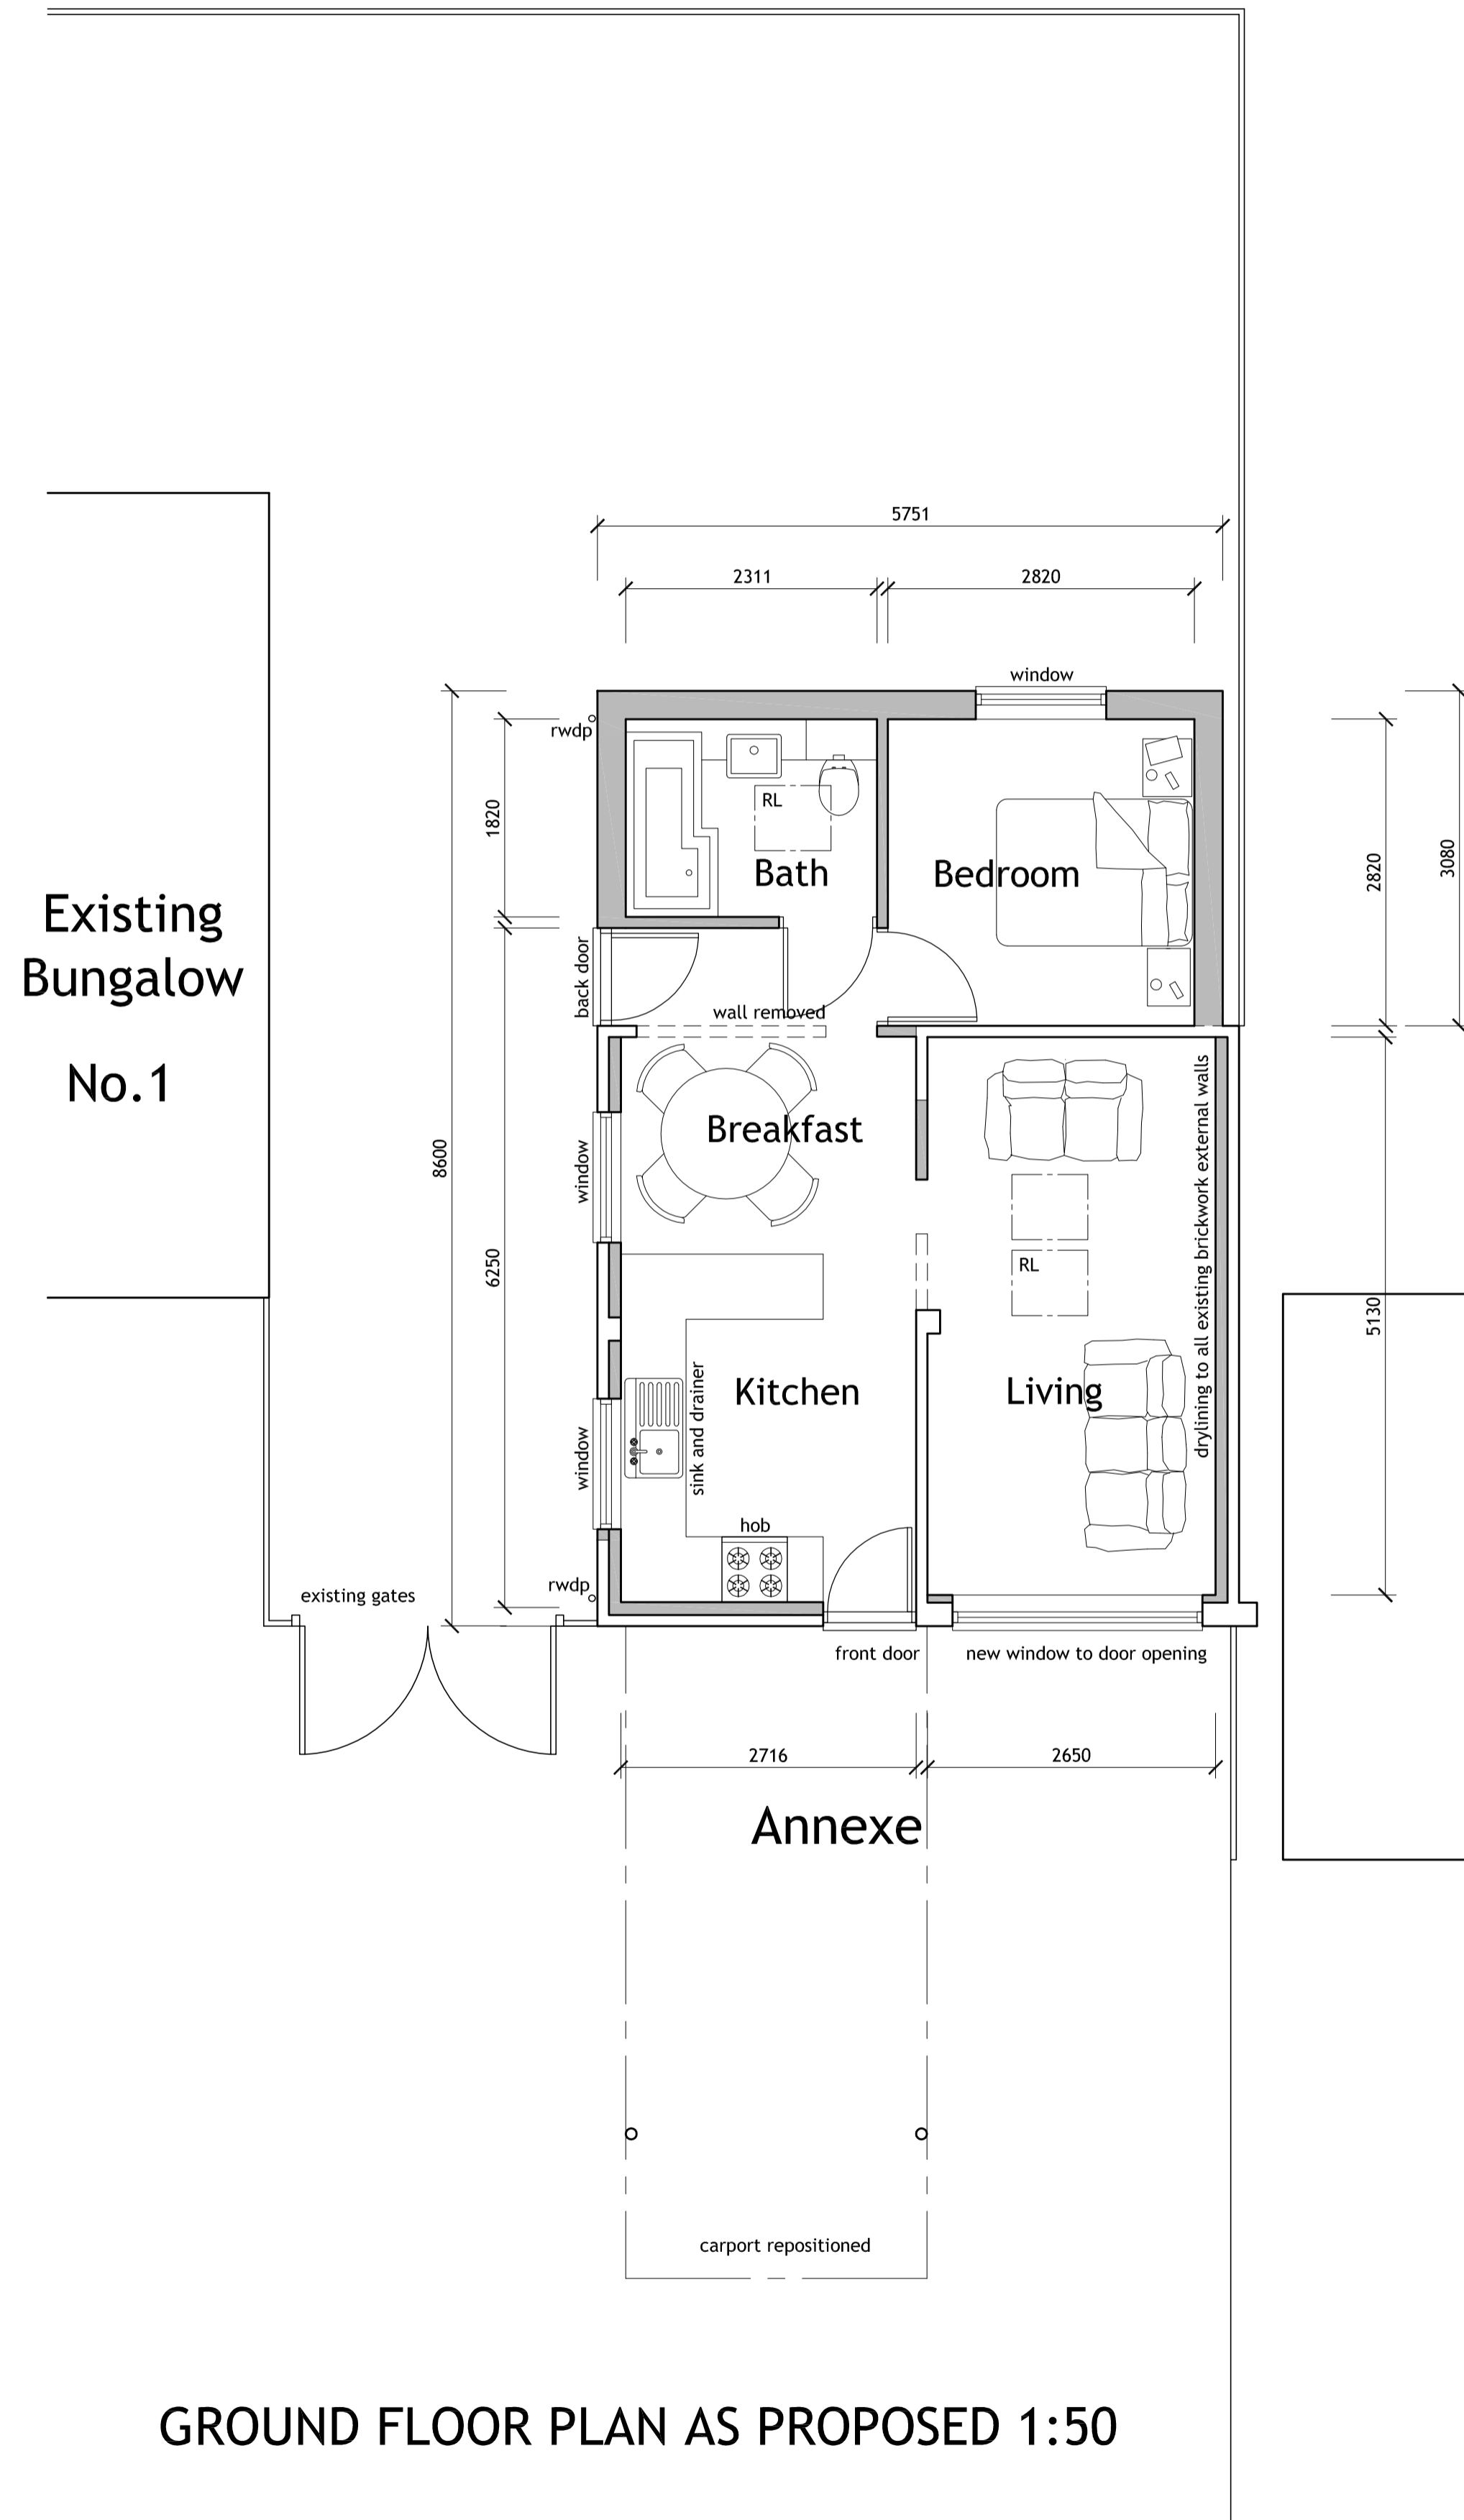 5751
2311
2820
window
rwdp
RL
1820
Bath
Bedroom
2820
3080
Existing
Bungalow
No.1
back door
wall removed
Breakfast
window
8600
6250
RL
drylining to all existing brickwork external walls
5130
Kitchen
Living
sink and drainer
window
hob
rwdp
existing gates
front door
new window to door opening
2716
2650
Annexe
carport repositioned
GROUND FLOOR PLAN AS PROPOSED 1:50